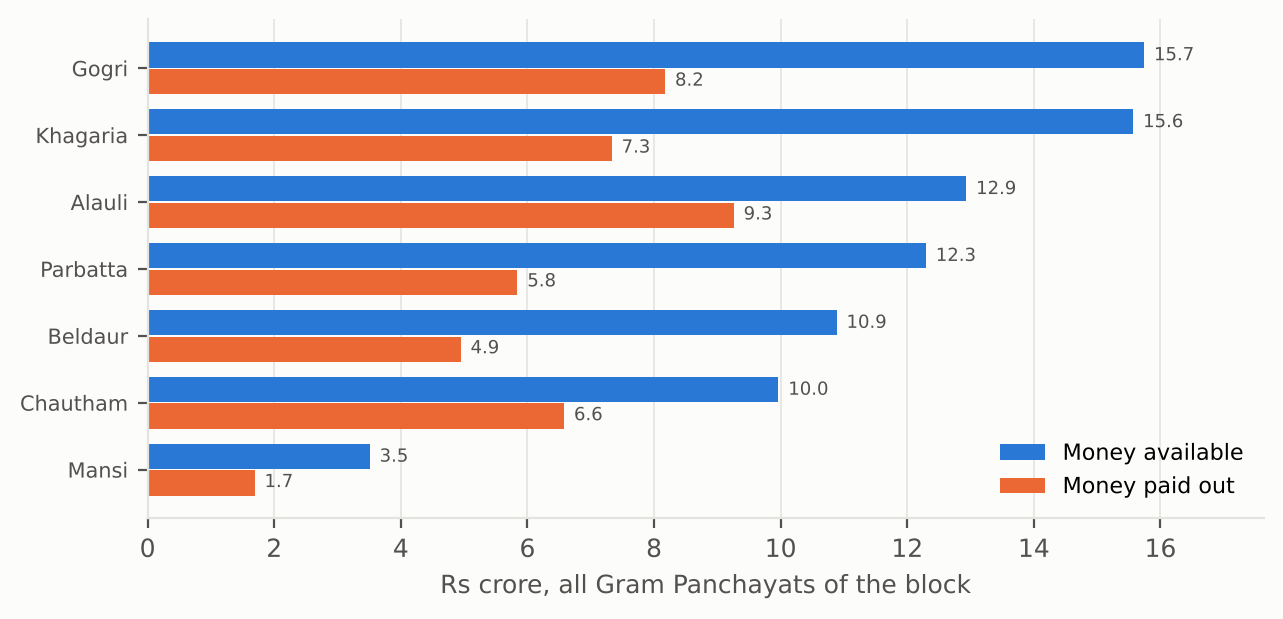 Gogri
15.7
8.2
Khagaria
15.6
7.3
Alauli
12.9
9.3
Parbatta
12.3
5.8
Beldaur
10.9
4.9
Chautham
10.0
6.6
Mansi
3.5
1.7
Money available
Money paid out
0 2 4 6 8 10 12 14 16
Rs crore, all Gram Panchayats of the block